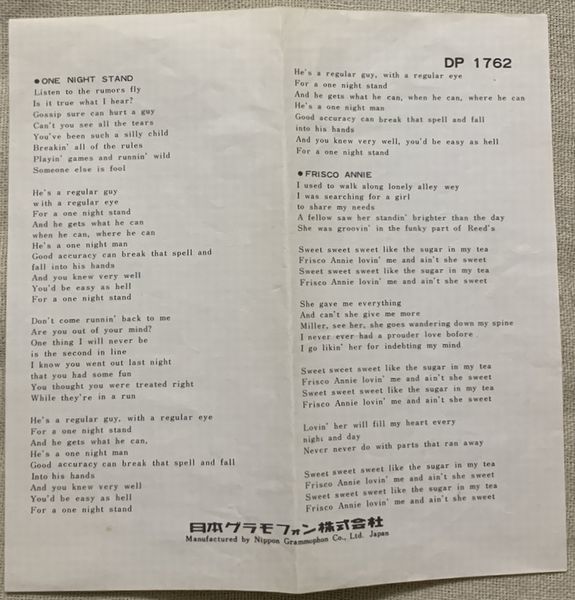 ● ONE NIGHT STAND
Listen to the rumors fly
Is it true what I hear?
Gossip sure can hurt a guy
Can't you see all the tears
You've been such a silly child
Breakin' all of the rules
Playin' games and runnin' wild
Someone else is fool
He's a regular guy
with a regular eye
For a one night stand
And he gets what he can
when he can, where he can
He's a one night man
Good accuracy can break that spell and
fall into his hands
And you knew very well
You'd be easy as hell
For a one night stand
Don't come runnin' back to me
Are you out of your mind?
One thing I will never be
is the second in line
I know you went out last night
that you had some fun
You thought you were treated right
While they're in a run
He's a regular guy, with a regular eye
For a one night stand
And he gets what he can,
He's a one night man
Good accuracy can break that spell and fall
Into his hands
And you knew very well
You'd be easy as hell
For a one night stand
DP 1762
He's a regular guy, with a regular eye
For a one night stand
And he gets what he can, when he can, where he can
He's a one night man
Good accuracy can break that spell and fall
into his hands
And you knew very well, you'd be easy as hell
For a one night stand
● FRISCO ANNIE
I used to walk along lonely alley wey
I was searching for a girl
to share my needs
A fellow saw her standin' brighter than the day
She was groovin' in the funky part of Reed's
Sweet sweet sweet like the sugar in my tea
Frisco Annie lovin' me and ain't she sweet
Sweet sweet sweet like the sugar in my tea
Frisco Annie lovin' me and ain't she sweet
She gave me everything
And can't she give me more
Miller, see her, she goes wandering down my spine
I never ever had a prouder love bofore
I go likin' her for indebting my mind
Sweet sweet sweet like the sugar in my tea
Frisco Annie lovin' me and ain't she sweet
Sweet sweet sweet like the sugar in my tea
Frisco Annie lovin' me and ain't she sweet
Lovin' her will fill my heart every
night and day
Never never do with parts that ran away
Sweet sweet sweet like the sugar in my tea
Frisco Annie lovin' me and ain't she sweet
Sweet sweet sweet like the sugar in my tea
Frisco Annie lovin' me and ain't she sweet
日本グラモフォン株式会社
Manufactured by Nippon Grammophon Co., Ltd. Japan